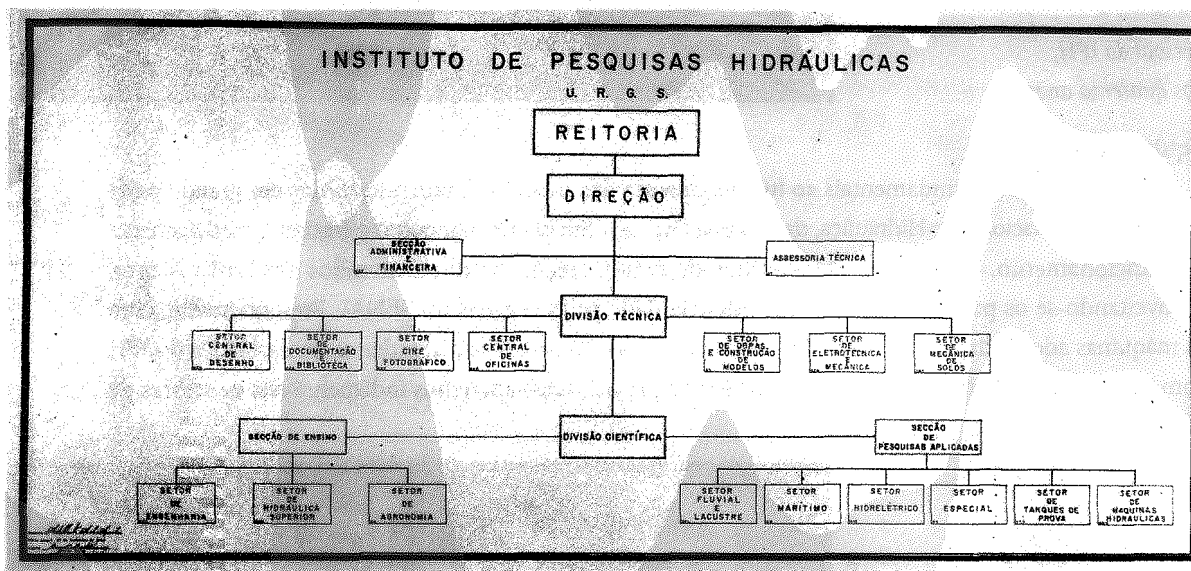 INSTITUTO DE PESQUISAS HIDRÁULICAS
U. R. G. S.
REITORIA
DIREÇÃO
SECÇÃO
ADMINISTRATIVA
E
FINANCEIRA
ASSESSORIA TÉCNICA
DIVISÃO TÉCNICA
SETOR
CENTRAL
DE
DESENHO
SETOR
DE
DOCUMENTAÇÃO
E
BIBLIOTECA
SETOR
CINE
FOTOGRÁFICO
SETOR
CENTRAL
DE
OFICINAS
SETOR
DE OBRAS
E CONSTRUÇÃO
DE
MODELOS
SETOR
DE
ELETROTÉCNICA
E
MECÂNICA
SETOR
DE
MECÂNICA
DE
SOLOS
DIVISÃO CIENTÍFICA
SECÇÃO DE ENSINO
SECÇÃO
DE
PESQUISAS APLICADAS
SETOR
DE
ENGENHARIA
SETOR
DE
HIDRÁULICA
SUPERIOR
SETOR
DE
AGRONOMIA
SETOR
FLUVIAL
E
LACUSTRE
SETOR
MARÍTIMO
SETOR
HIDRELÉTRICO
SETOR
ESPECIAL
SETOR
DE
TANQUES DE
PROVA
SETOR
DE
MAQUINAS
HIDRAULICAS